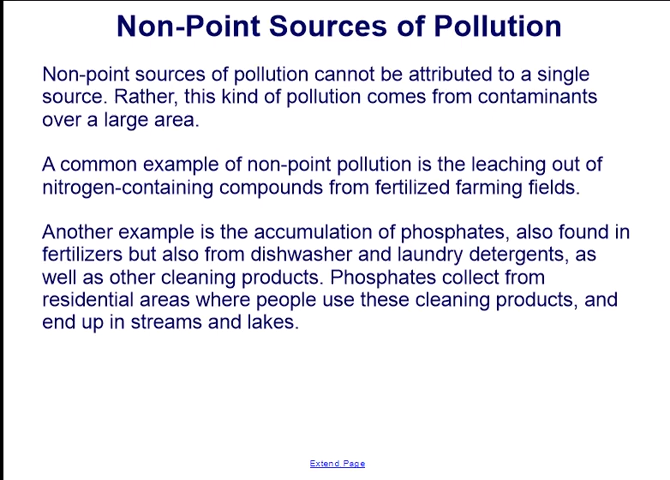 Non-Point Sources of Pollution
Non-point sources of pollution cannot be attributed to a single
source. Rather, this kind of pollution comes from contaminants
over a large area.
A common example of non-point pollution is the leaching out of
nitrogen-containing compounds from fertilized farming fields.
Another example is the accumulation of phosphates, also found in
fertilizers but also from dishwasher and laundry detergents, as
well as other cleaning products. Phosphates collect from
residential areas where people use these cleaning products, and
end up in streams and lakes.
Extend Page